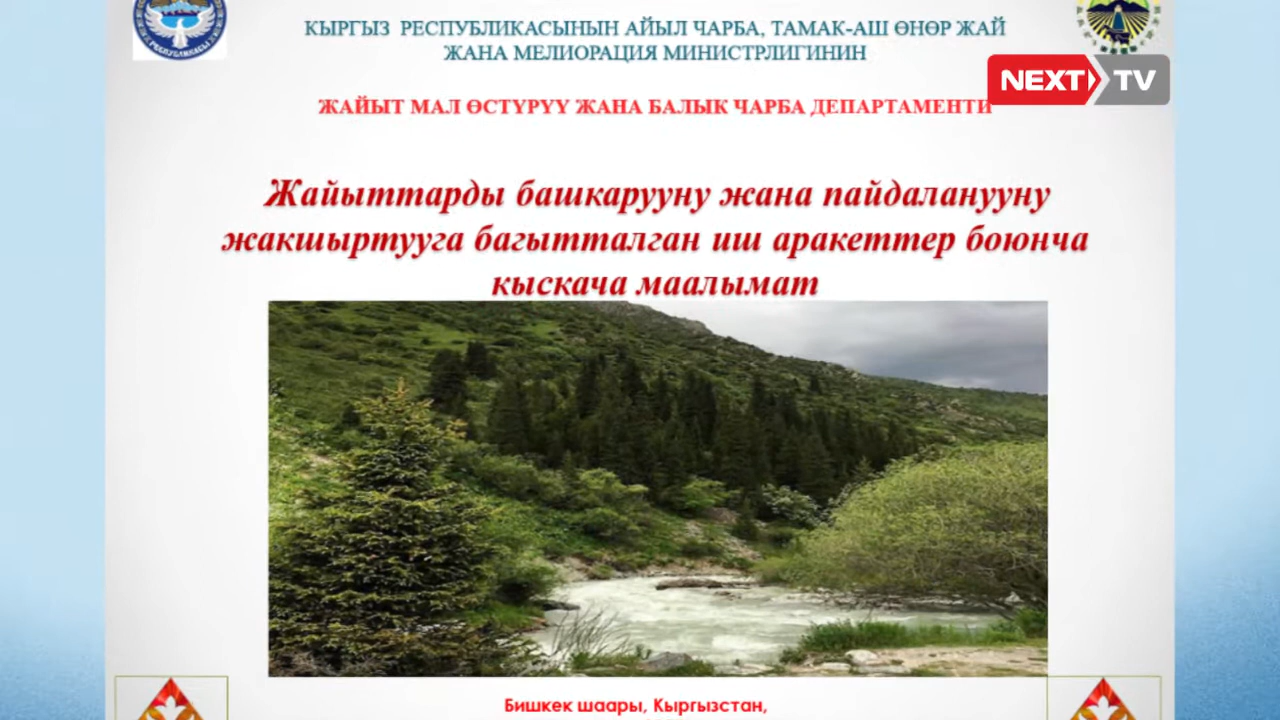 КЫРГЫЗ РЕСПУБЛИКАСЫНЫН АЙЫЛ ЧАРБА, ТАМАК-АШ ӨНӨР ЖАЙ
ЖАНА МЕЛИОРАЦИЯ МИНИСТРЛИГИНИН
NEXT TV
ЖАЙЫТ МАЛ ӨСТҮРҮҮ ЖАНА БАЛЫК ЧАРБА ДЕПАРТАМЕНТИ
Жайыттарды башкарууну жана пайдаланууну
жакшыртууга багытталган иш аракеттер боюнча
кыскача маалымат
Бишкек шаары, Кыргызстан,